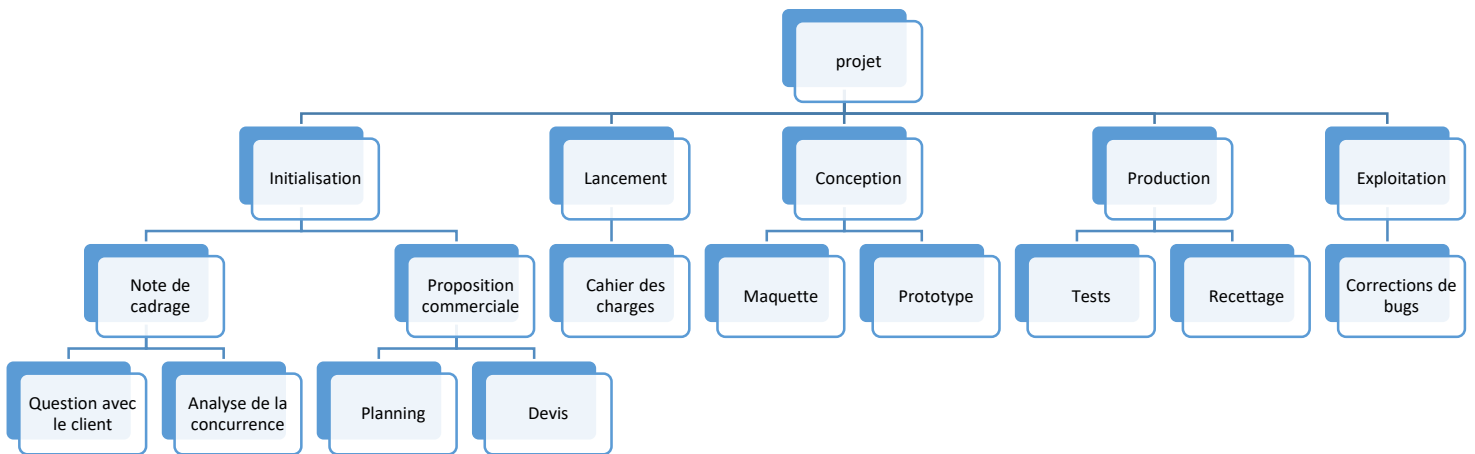 projet
Initialisation
Lancement
Conception
Production
Exploitation
Note de
cadrage
Proposition
commerciale
Cahier des
charges
Maquette
Prototype
Tests
Recettage
Corrections de
bugs
Question avec
le client
Analyse de la
concurrence
Planning
Devis